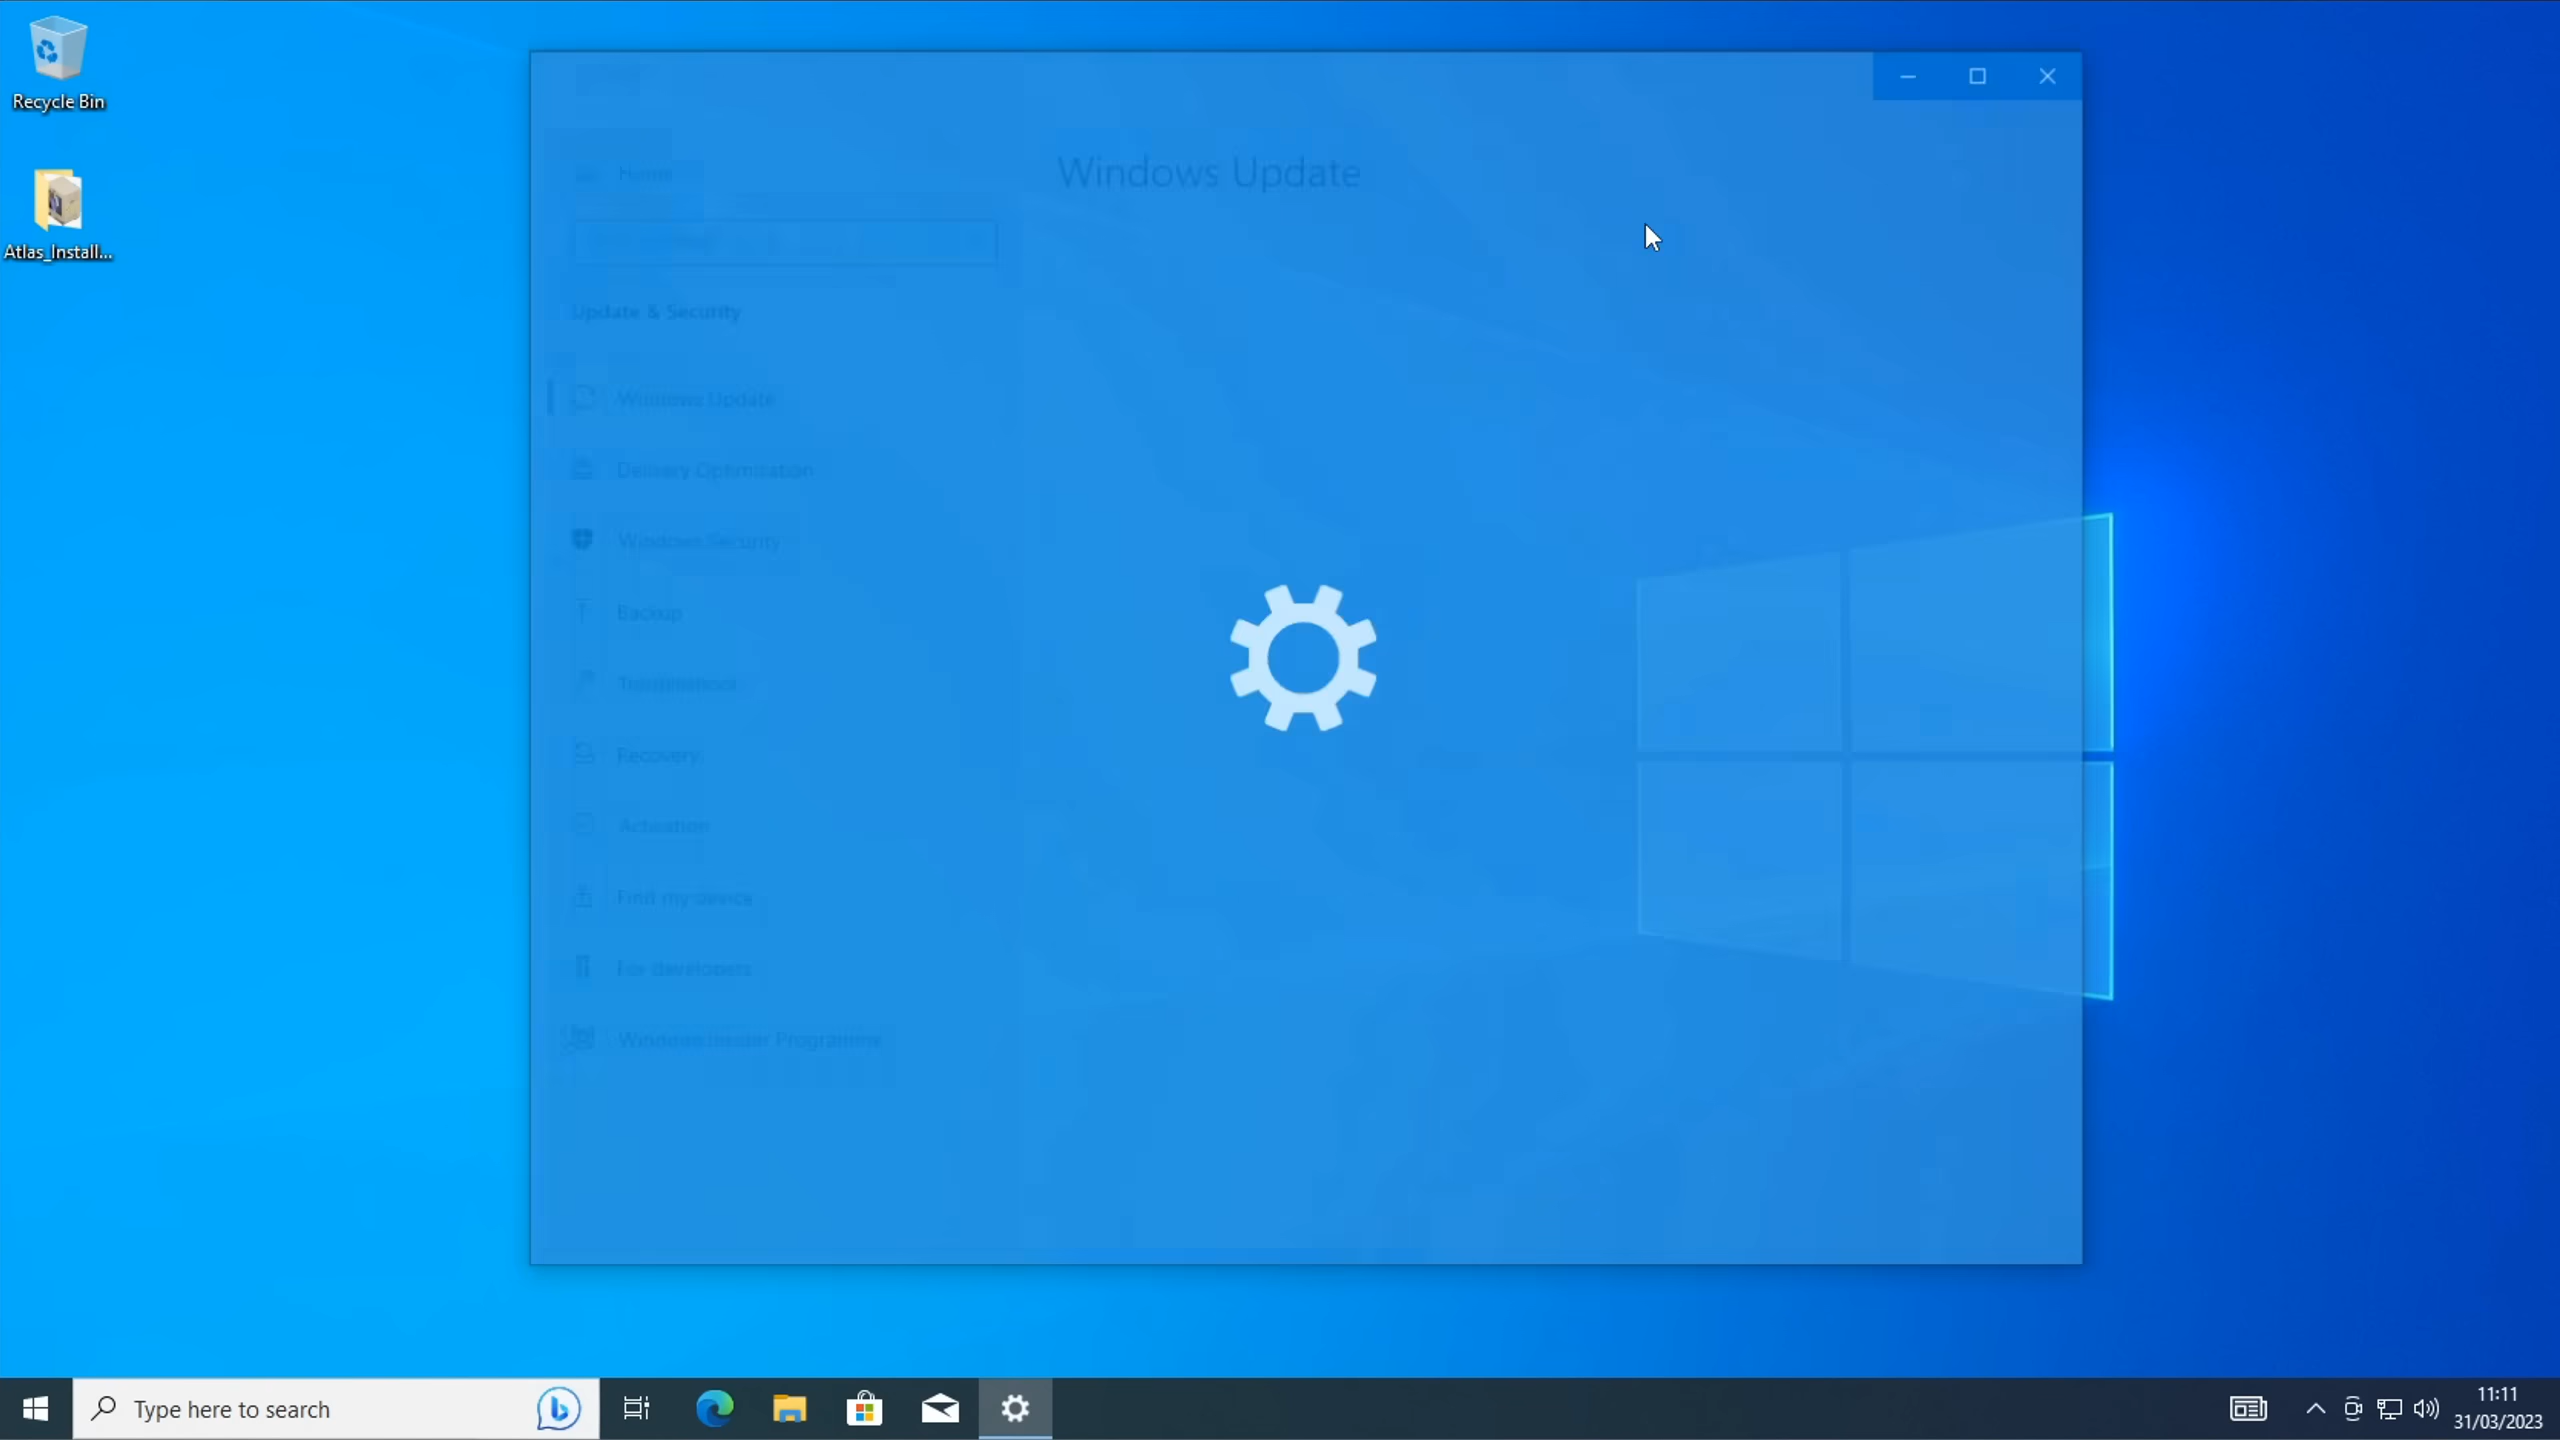 Recycle Bin
Atlas_Install...
Home
Windows Update
Update & Security
Windows Update
Delivery Optimisation
Windows Security
Backup
Troubleshoot
Recovery
Activation
Find my device
For developers
Windows Insider Programme
Type here to search
11:11
31/03/2023